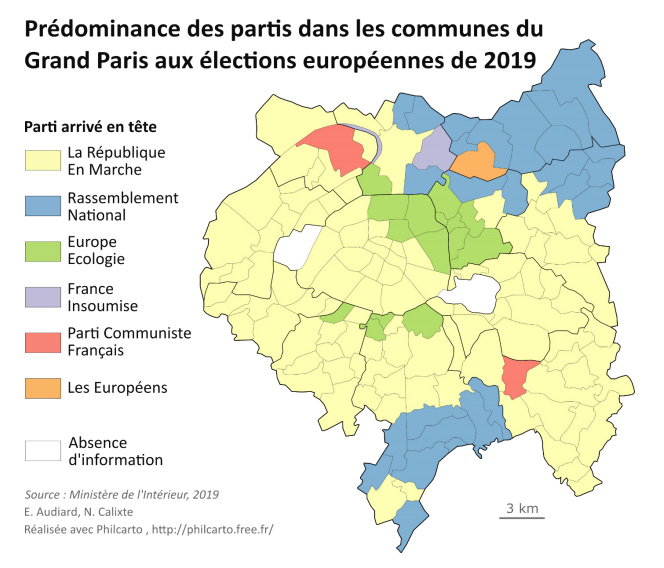 Prédominance des partis dans les communes du
Grand Paris aux élections européennes de 2019
Parti arrivé en tête
La République
En Marche
Rassemblement
National
Europe
Ecologie
France
Insoumise
Parti Communiste
Français
Les Européens
Absence
d'information
Source : Ministère de l'Intérieur, 2019
E. Audiard, N. Calixte
Réalisée avec Philcarto , http://philcarto.free.fr/
3 km